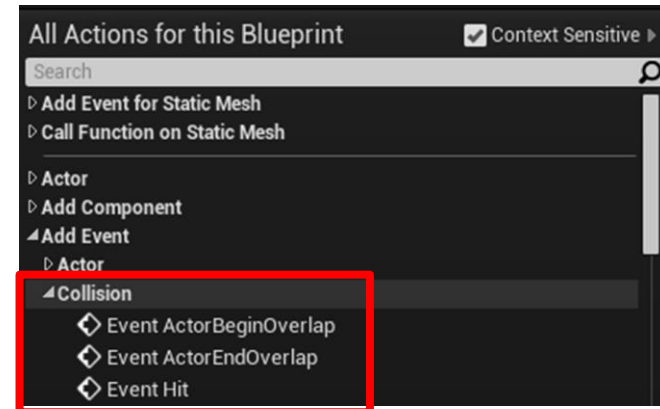 All Actions for this Blueprint Context Sensitive
Search
Add Event for Static Mesh
Call Function on Static Mesh
Actor
Add Component
Add Event
Actor
Collision
Event ActorBeginOverlap
Event ActorEndOverlap
Event Hit